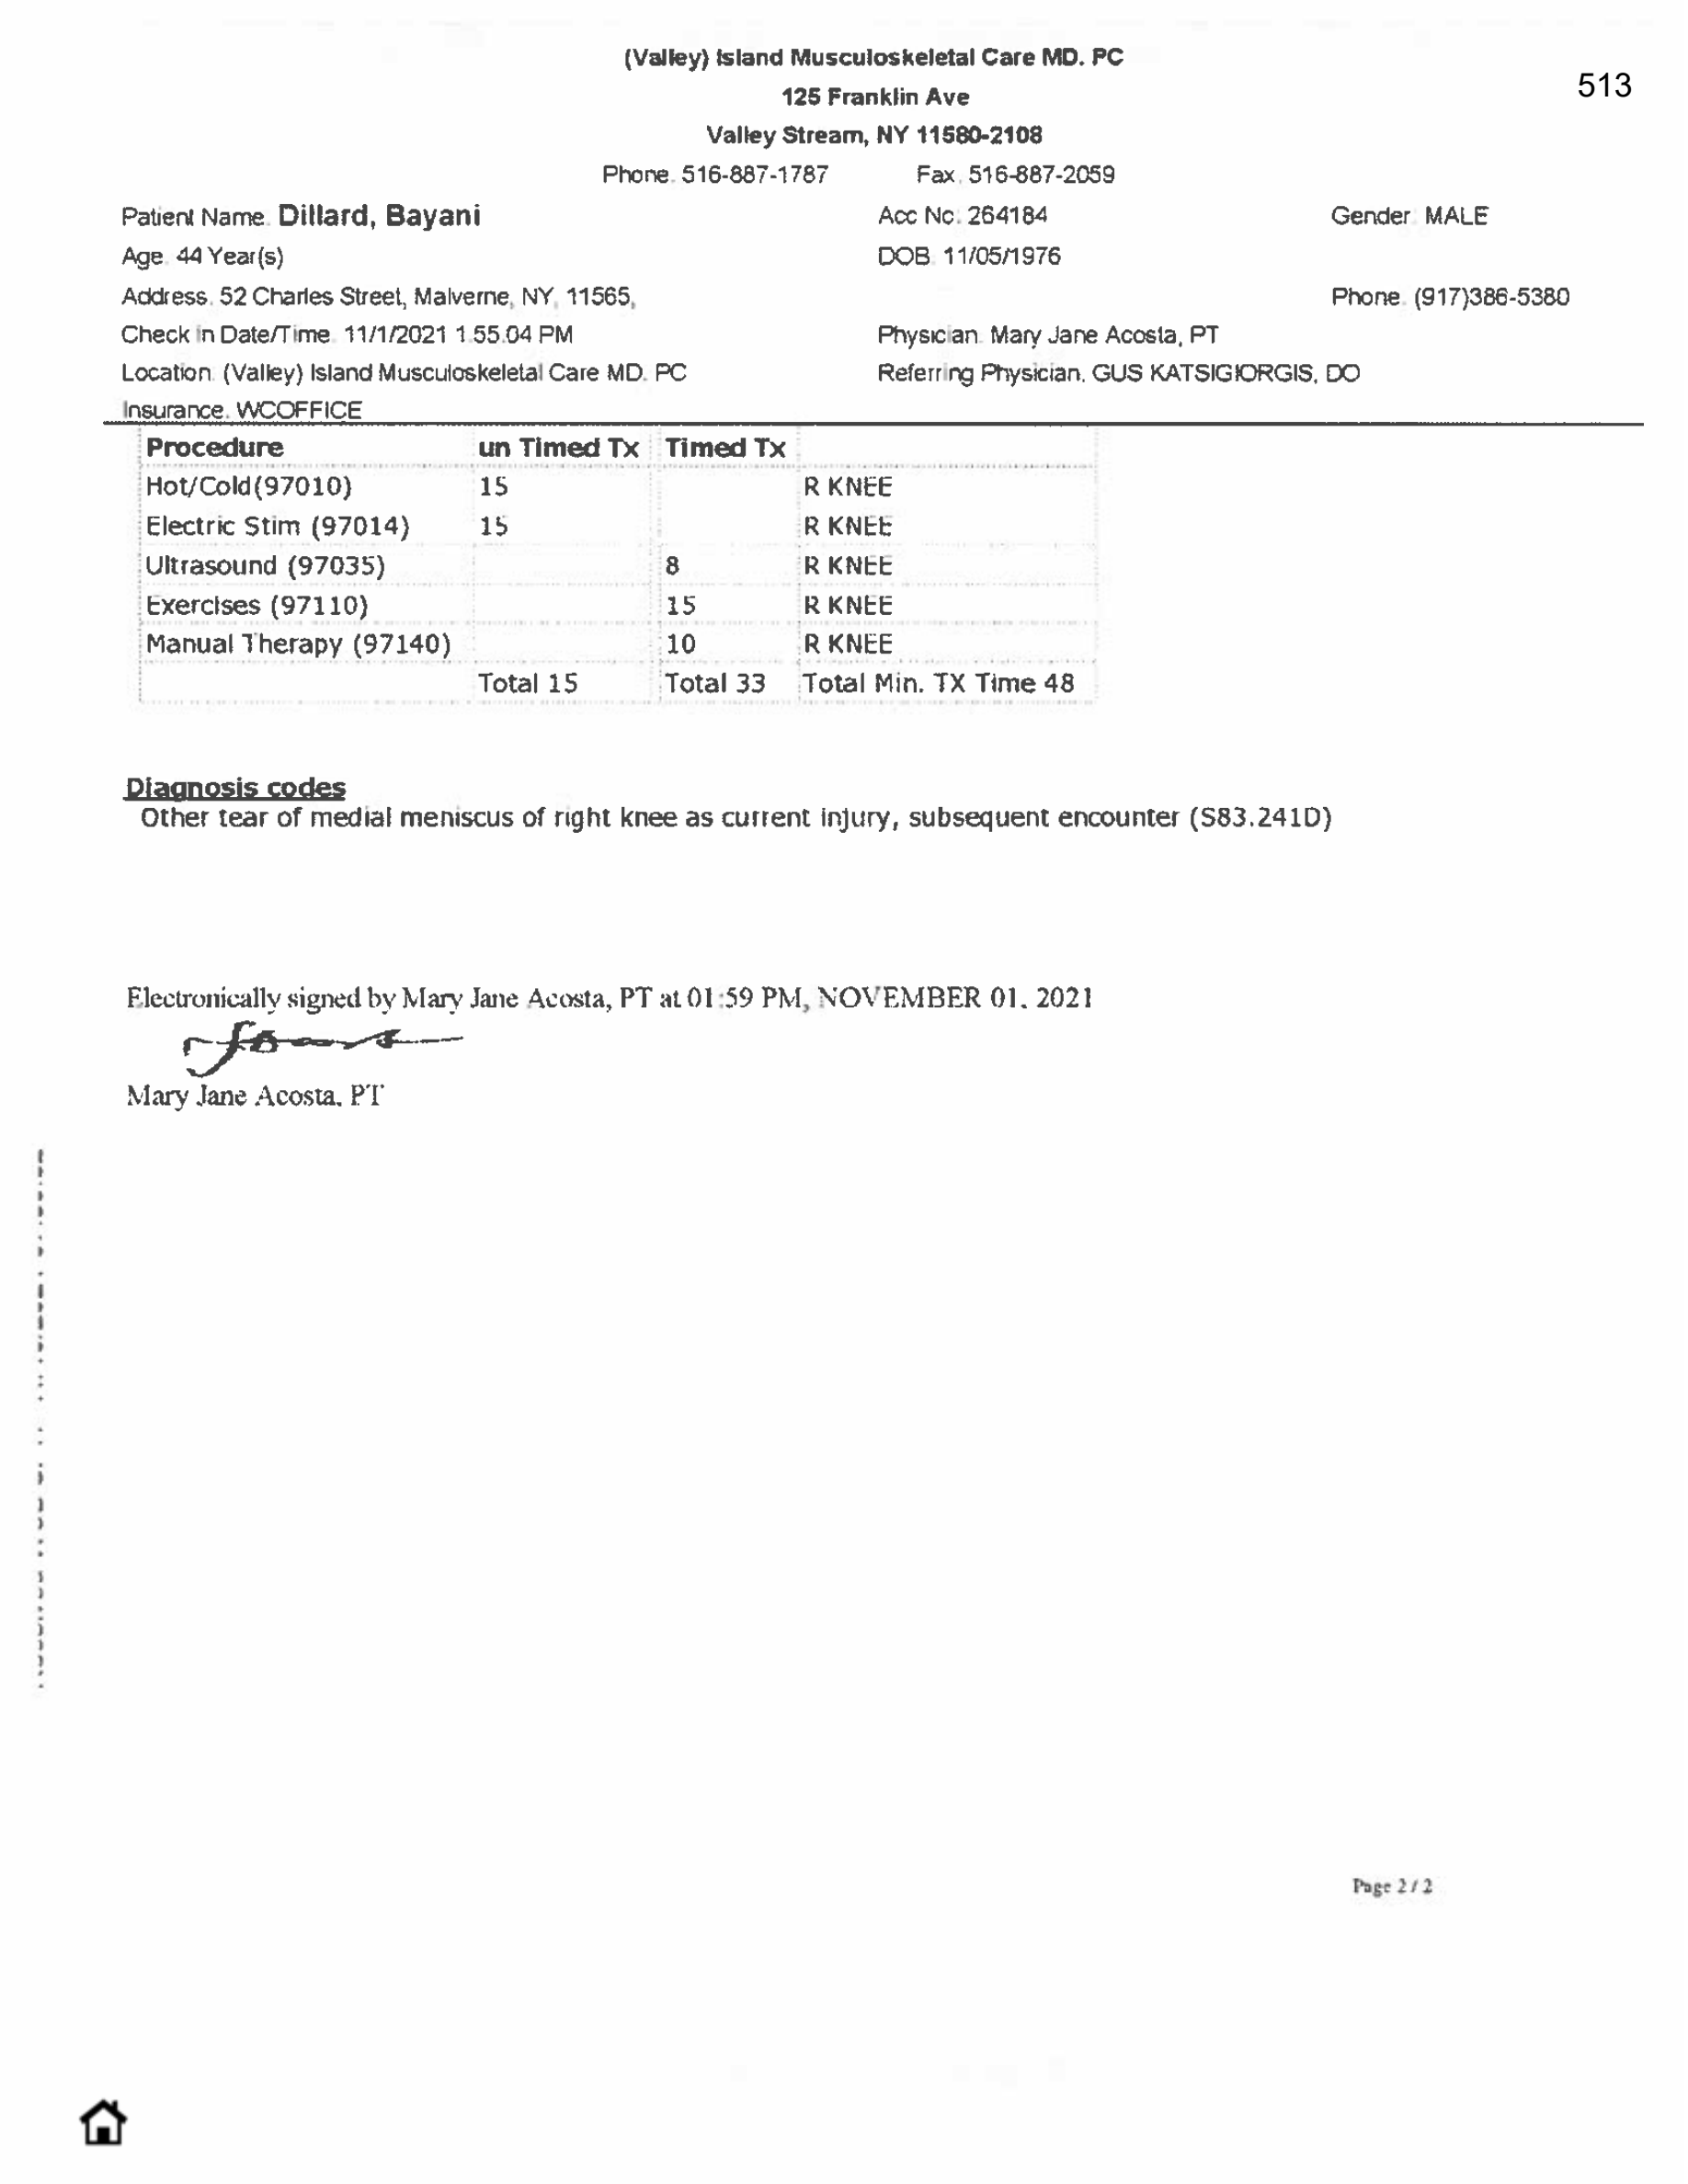 (Valley) Island Musculoskeletal Care MD. PC
513
125 Franklin Ave
Valley Stream, NY 11580-2108
Phone. 516-887-1787 Fax. 516-887-2059
Patient Name. Dillard, Bayani Acc No. 264184 Gender MALE
Age. 44 Year(s) DOB. 11/05/1976
Address. 52 Charles Street, Malverne, NY, 11565, Phone. (917)386-5380
Check in Date/Time. 11/1/2021 1.55.04 PM Physician. Mary Jane Acosta, PT
Location. (Valley) Island Musculoskeletal Care MD. PC Referring Physician. GUS KATSIGIORGIS, DO
Insurance. WCOFFICE
Procedure un Timed Tx Timed Tx
Hot/Cold(97010) 15 R KNEE
Electric Stim (97014) 15 R KNEE
Ultrasound (97035) 8 R KNEE
Exercises (97110) 15 R KNEE
Manual Therapy (97140) 10 R KNEE
Total 15 Total 33 Total Min. TX Time 48
Diagnosis codes
Other tear of medial meniscus of right knee as current injury, subsequent encounter (S83.241D)
Electronically signed by Mary Jane Acosta, PT at 01:59 PM, NOVEMBER 01, 2021
Mary Jane Acosta, PT
Page 2 / 2